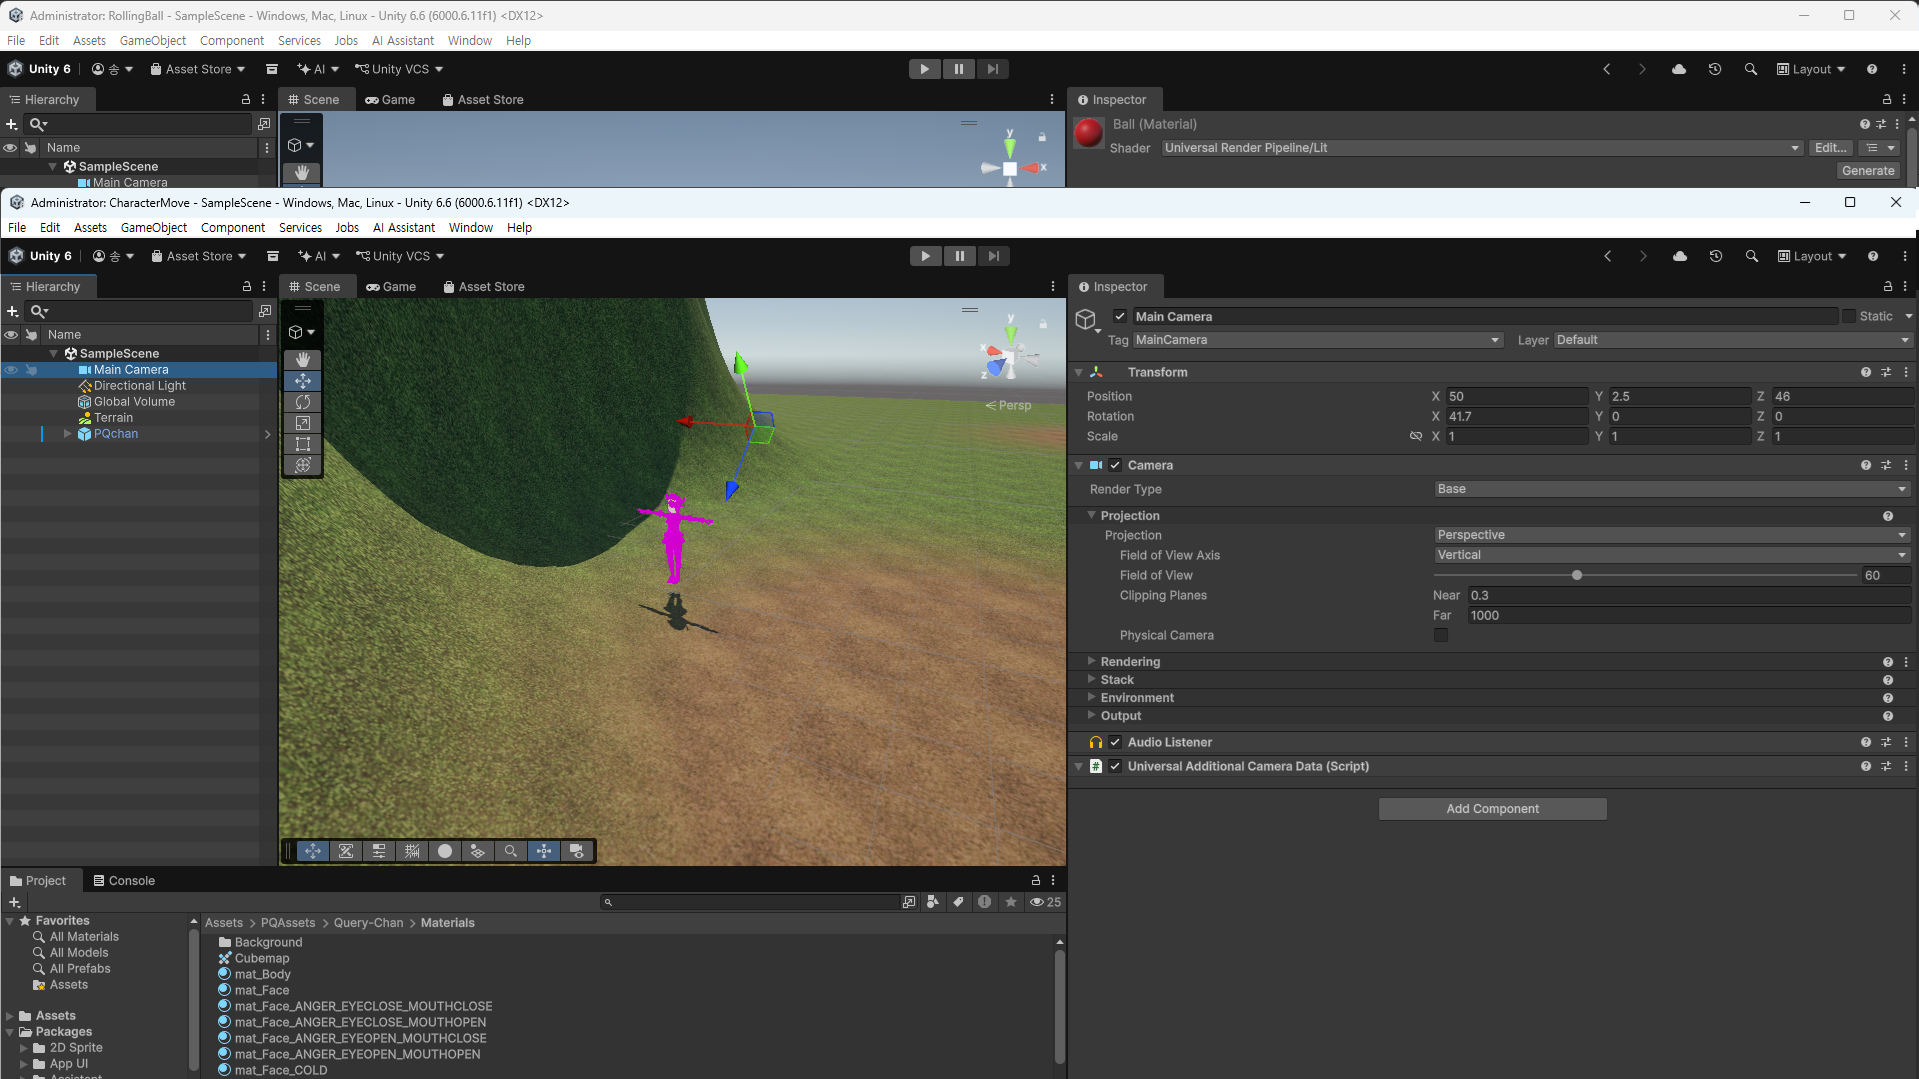 Administrator: RollingBall - SampleScene - Windows, Mac, Linux - Unity 6.6 (6000.6.11f1) <DX12>
File Edit Assets GameObject Component Services Jobs AI Assistant Window Help
Unity 6 송 Asset Store AI Unity VCS Layout
Hierarchy Scene Game Asset Store Inspector
Ball (Material)
Name Shader Universal Render Pipeline/Lit Edit...
SampleScene y x Generate
Main Camera
Administrator: CharacterMove - SampleScene - Windows, Mac, Linux - Unity 6.6 (6000.6.11f1) <DX12>
File Edit Assets GameObject Component Services Jobs AI Assistant Window Help
Unity 6 송 Asset Store AI Unity VCS Layout
Hierarchy Scene Game Asset Store Inspector
Main Camera Static
Name y x z Tag MainCamera Layer Default
SampleScene
Main Camera Transform
Directional Light Position X 50 Y 2.5 Z 46
Global Volume < Persp Rotation X 41.7 Y 0 Z 0
Terrain Scale X 1 Y 1 Z 1
PQchan
Camera
Render Type Base
Projection
Projection Perspective
Field of View Axis Vertical
Field of View 60
Clipping Planes Near 0.3
Far 1000
Physical Camera
Rendering
Stack
Environment
Output
Audio Listener
Universal Additional Camera Data (Script)
Add Component
Project Console
25
Favorites Assets > PQAssets > Query-Chan > Materials
All Materials Background
All Models Cubemap
All Prefabs mat_Body
Assets mat_Face
mat_Face_ANGER_EYECLOSE_MOUTHCLOSE
Assets mat_Face_ANGER_EYECLOSE_MOUTHOPEN
Packages mat_Face_ANGER_EYEOPEN_MOUTHCLOSE
2D Sprite mat_Face_ANGER_EYEOPEN_MOUTHOPEN
App UI mat_Face_COLD
Assistant